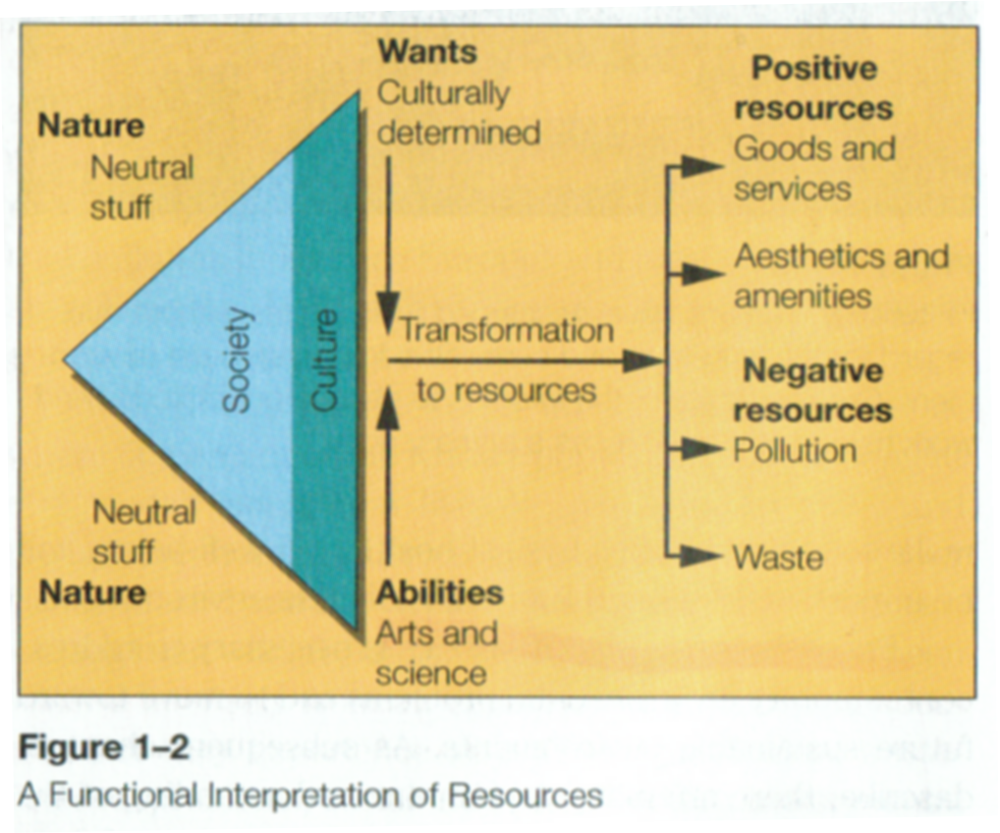 Nature
Neutral
stuff
Society
Culture
Neutral
stuff
Nature
Wants
Culturally
determined
Transformation
to resources
Abilities
Arts and
science
Positive
resources
Goods and
services
Aesthetics and
amenities
Negative
resources
Pollution
Waste
Figure 1–2
A Functional Interpretation of Resources